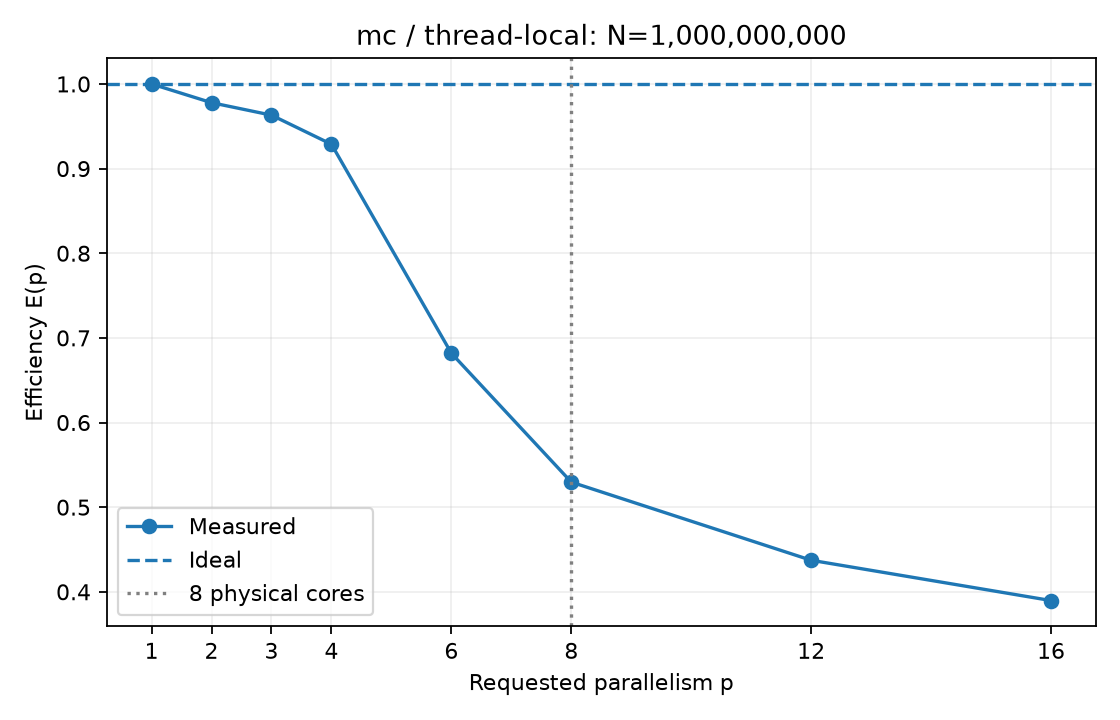 mc / thread-local: N=1,000,000,000
Efficiency E(p)
1.0
0.9
0.8
0.7
0.6
0.5
0.4
Measured
Ideal
8 physical cores
1 2 3 4 6 8 12 16
Requested parallelism p